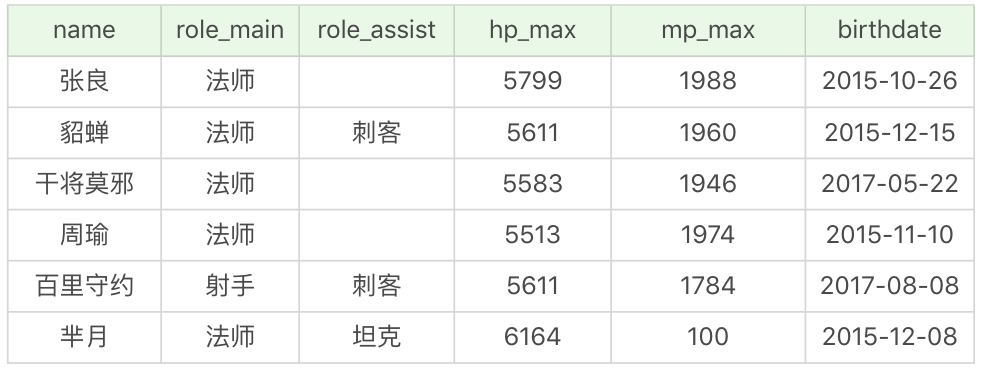 name role_main role_assist hp_max mp_max birthdate
张良 法师 5799 1988 2015-10-26
貂蝉 法师 刺客 5611 1960 2015-12-15
干将莫邪 法师 5583 1946 2017-05-22
周瑜 法师 5513 1974 2015-11-10
百里守约 射手 刺客 5611 1784 2017-08-08
芈月 法师 坦克 6164 100 2015-12-08